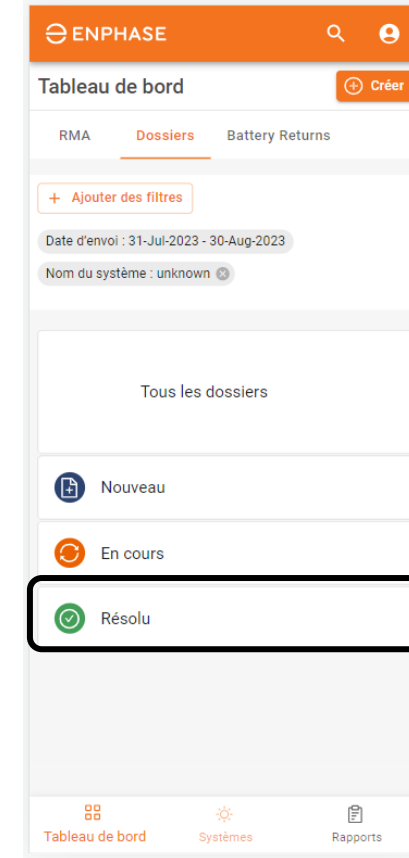 ENPHASE
Tableau de bord
Créer
RMA Dossiers Battery Returns
+ Ajouter des filtres
Date d'envoi : 31-Jul-2023 - 30-Aug-2023
Nom du système : unknown
Tous les dossiers
Nouveau
En cours
Résolu
Tableau de bord Systèmes Rapports